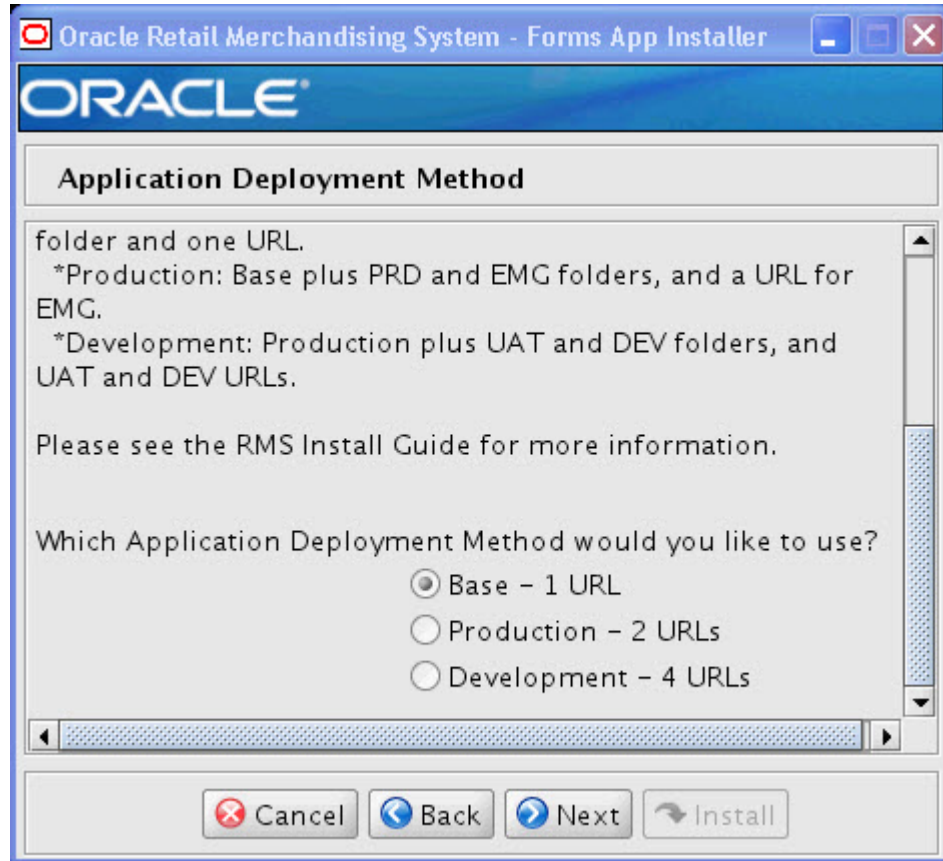 Oracle Retail Merchandising System - Forms App Installer
ORACLE
Application Deployment Method
folder and one URL.
*Production: Base plus PRD and EMG folders, and a URL for
EMG.
*Development: Production plus UAT and DEV folders, and
UAT and DEV URLs.
Please see the RMS Install Guide for more information.
Which Application Deployment Method would you like to use?
Base – 1 URL
Production – 2 URLs
Development – 4 URLs
Cancel Back Next Install